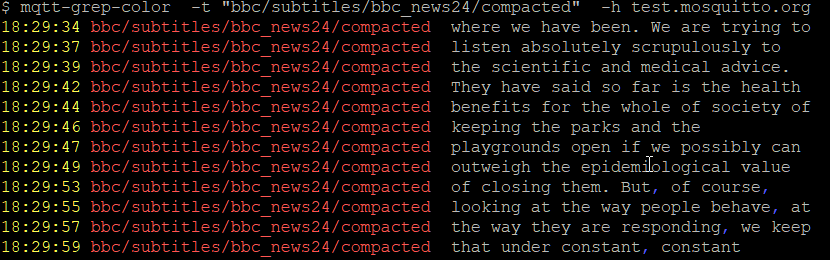 $ mqtt-grep-color  -t "bbc/subtitles/bbc_news24/compacted"  -h test.mosquitto.org
18:29:34 bbc/subtitles/bbc_news24/compacted  where we have been. We are trying to
18:29:37 bbc/subtitles/bbc_news24/compacted  listen absolutely scrupulously to
18:29:39 bbc/subtitles/bbc_news24/compacted  the scientific and medical advice.
18:29:42 bbc/subtitles/bbc_news24/compacted  They have said so far is the health
18:29:44 bbc/subtitles/bbc_news24/compacted  benefits for the whole of society of
18:29:46 bbc/subtitles/bbc_news24/compacted  keeping the parks and the
18:29:47 bbc/subtitles/bbc_news24/compacted  playgrounds open if we possibly can
18:29:49 bbc/subtitles/bbc_news24/compacted  outweigh the epidemiological value
18:29:53 bbc/subtitles/bbc_news24/compacted  of closing them. But, of course,
18:29:55 bbc/subtitles/bbc_news24/compacted  looking at the way people behave, at
18:29:57 bbc/subtitles/bbc_news24/compacted  the way they are responding, we keep
18:29:59 bbc/subtitles/bbc_news24/compacted  that under constant, constant